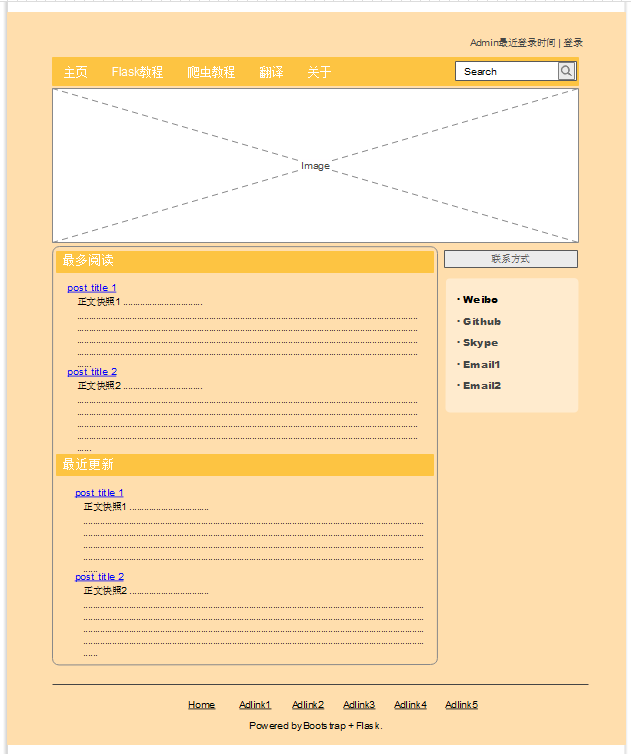 Admin最近登录时间 | 登录
主页 Flask教程 爬虫教程 翻译 关于 Search
Image
最多阅读
联系方式
post title 1
正文快照1 ................................
......
post title 2
正文快照2 ................................
......
· Weibo
· Github
· Skype
· Email1
· Email2
最近更新
post title 1
正文快照1 ................................
......
post title 2
正文快照2 ................................
......
Home Adlink1 Adlink2 Adlink3 Adlink4 Adlink5
Powered by Bootstrap + Flask.